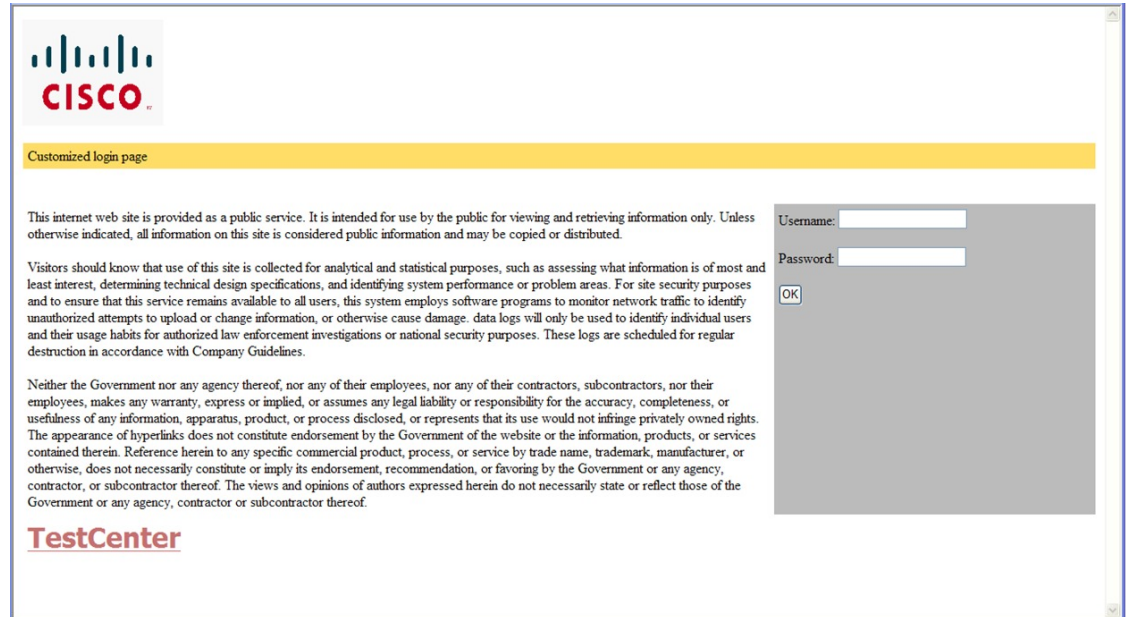 CISCO
Customized login page
This internet web site is provided as a public service. It is intended for use by the public for viewing and retrieving information only. Unless
otherwise indicated, all information on this site is considered public information and may be copied or distributed.
Visitors should know that use of this site is collected for analytical and statistical purposes, such as assessing what information is of most and
least interest, determining technical design specifications, and identifying system performance or problem areas. For site security purposes
and to ensure that this service remains available to all users, this system employs software programs to monitor network traffic to identify
unauthorized attempts to upload or change information, or otherwise cause damage. data logs will only be used to identify individual users
and their usage habits for authorized law enforcement investigations or national security purposes. These logs are scheduled for regular
destruction in accordance with Company Guidelines.
Neither the Government nor any agency thereof, nor any of their employees, nor any of their contractors, subcontractors, nor their
employees, makes any warranty, express or implied, or assumes any legal liability or responsibility for the accuracy, completeness, or
usefulness of any information, apparatus, product, or process disclosed, or represents that its use would not infringe privately owned rights.
The appearance of hyperlinks does not constitute endorsement by the Government of the website or the information, products, or services
contained therein. Reference herein to any specific commercial product, process, or service by trade name, trademark, manufacturer, or
otherwise, does not necessarily constitute or imply its endorsement, recommendation, or favoring by the Government or any agency,
contractor, or subcontractor thereof. The views and opinions of authors expressed herein do not necessarily state or reflect those of the
Government or any agency, contractor or subcontractor thereof.
Username:
Password:
OK
TestCenter